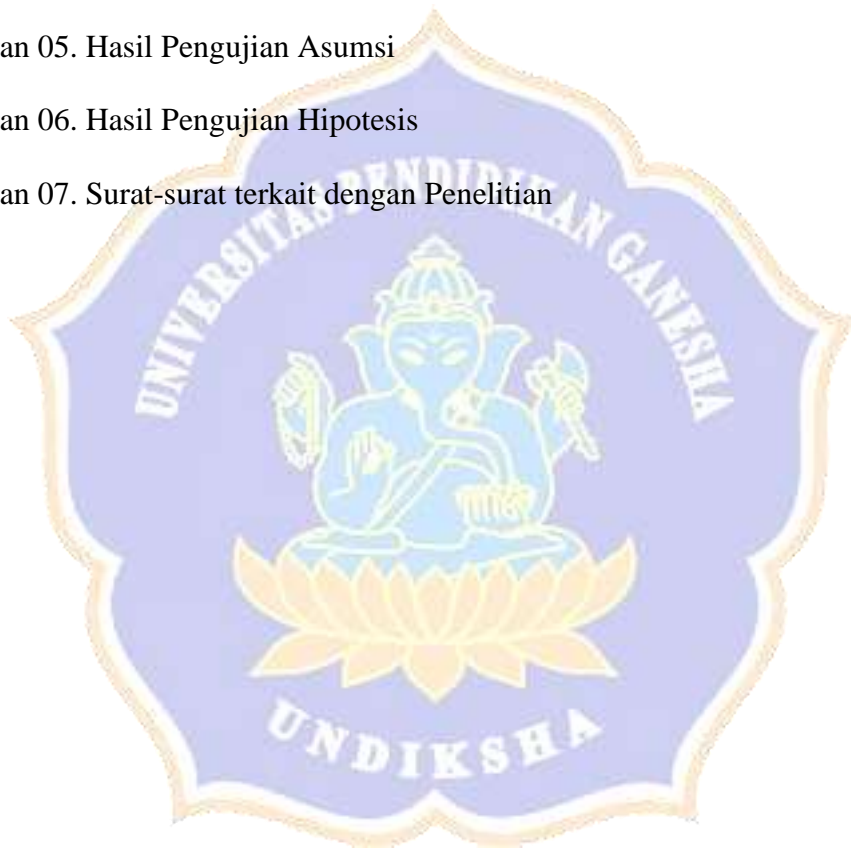 an 05. Hasil Pengujian Asumsi
an 06. Hasil Pengujian Hipotesis
an 07. Surat-surat terkait dengan Penelitian
UNIVERSITAS PENDIDIKAN GANESHA
UNDIKSHA